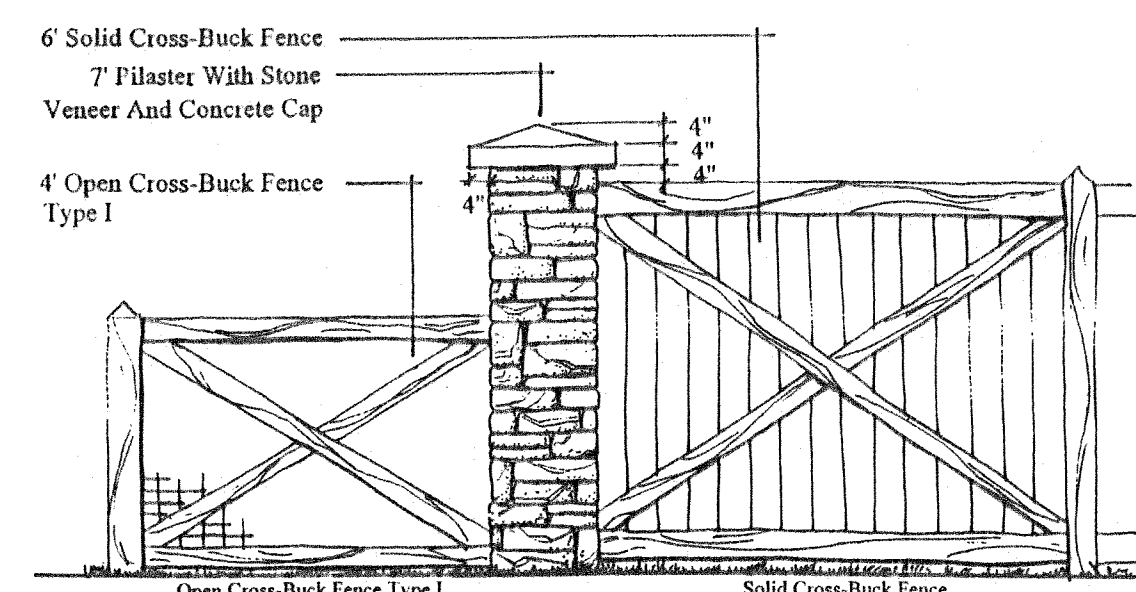 6' Solid Cross-Buck Fence
7' Pilaster With Stone
Veneer And Concrete Cap
4"
4"
4"
4' Open Cross-Buck Fence
Type I
4"
Open Cross-Buck Fence Type I
Solid Cross-Buck Fence